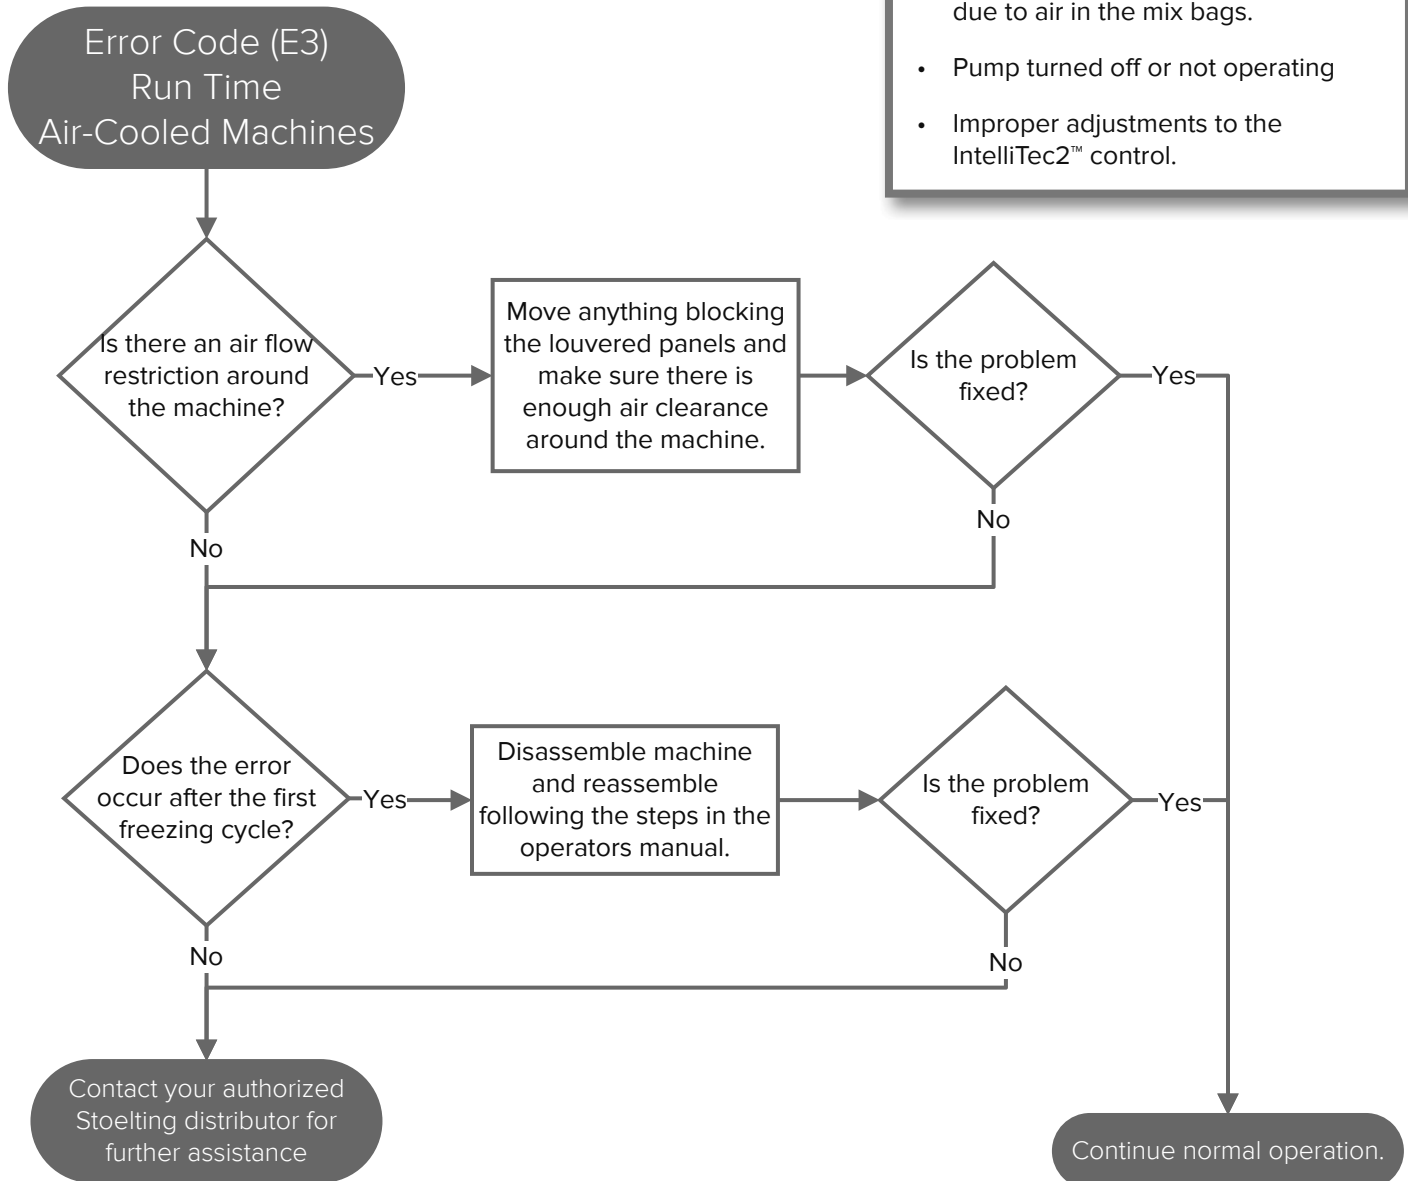 Error Code (E3)
Run Time
Air-Cooled Machines
due to air in the mix bags.
• Pump turned off or not operating
• Improper adjustments to the
IntelliTec2™ control.
Is there an air flow
restriction around
the machine?
Yes
Move anything blocking
the louvered panels and
make sure there is
enough air clearance
around the machine.
Is the problem
fixed?
Yes
No
No
Does the error
occur after the first
freezing cycle?
Yes
Disassemble machine
and reassemble
following the steps in the
operators manual.
Is the problem
fixed?
Yes
No
No
Contact your authorized
Stoelting distributor for
further assistance
Continue normal operation.